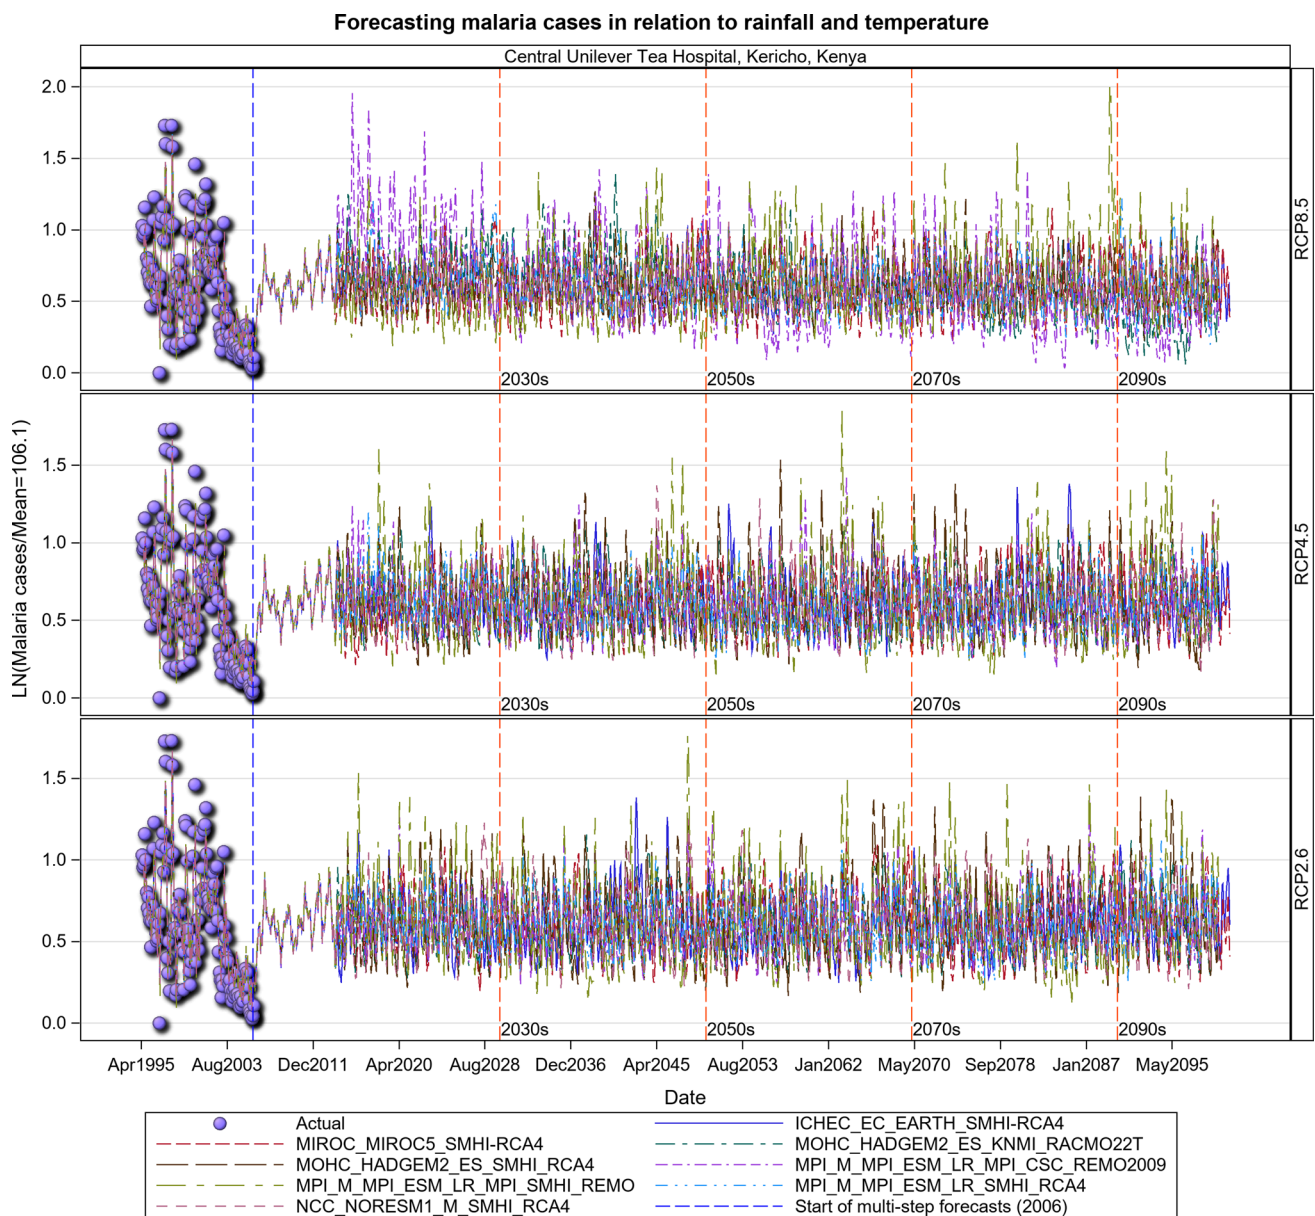 Forecasting malaria cases in relation to rainfall and temperature
Central Unilever Tea Hospital, Kericho, Kenya
LN(Malaria cases/Mean=106.1)
2.0
1.5
1.0
0.5
0.0
2030s
2050s
2070s
2090s
RCP8.5
1.5
1.0
0.5
0.0
2030s
2050s
2070s
2090s
RCP4.5
1.5
1.0
0.5
0.0
2030s
2050s
2070s
2090s
RCP2.6
Apr1995 Aug2003 Dec2011 Apr2020 Aug2028 Dec2036 Apr2045 Aug2053 Jan2062 May2070 Sep2078 Jan2087 May2095
Date
Actual
ICHEC_EC_EARTH_SMHI-RCA4
MIROC_MIROC5_SMHI-RCA4
MOHC_HADGEM2_ES_KNMI_RACMO22T
MOHC_HADGEM2_ES_SMHI_RCA4
MPI_M_MPI_ESM_LR_MPI_CSC_REMO2009
MPI_M_MPI_ESM_LR_MPI_SMHI_REMO
MPI_M_MPI_ESM_LR_SMHI_RCA4
NCC_NORESM1_M_SMHI_RCA4
Start of multi-step forecasts (2006)